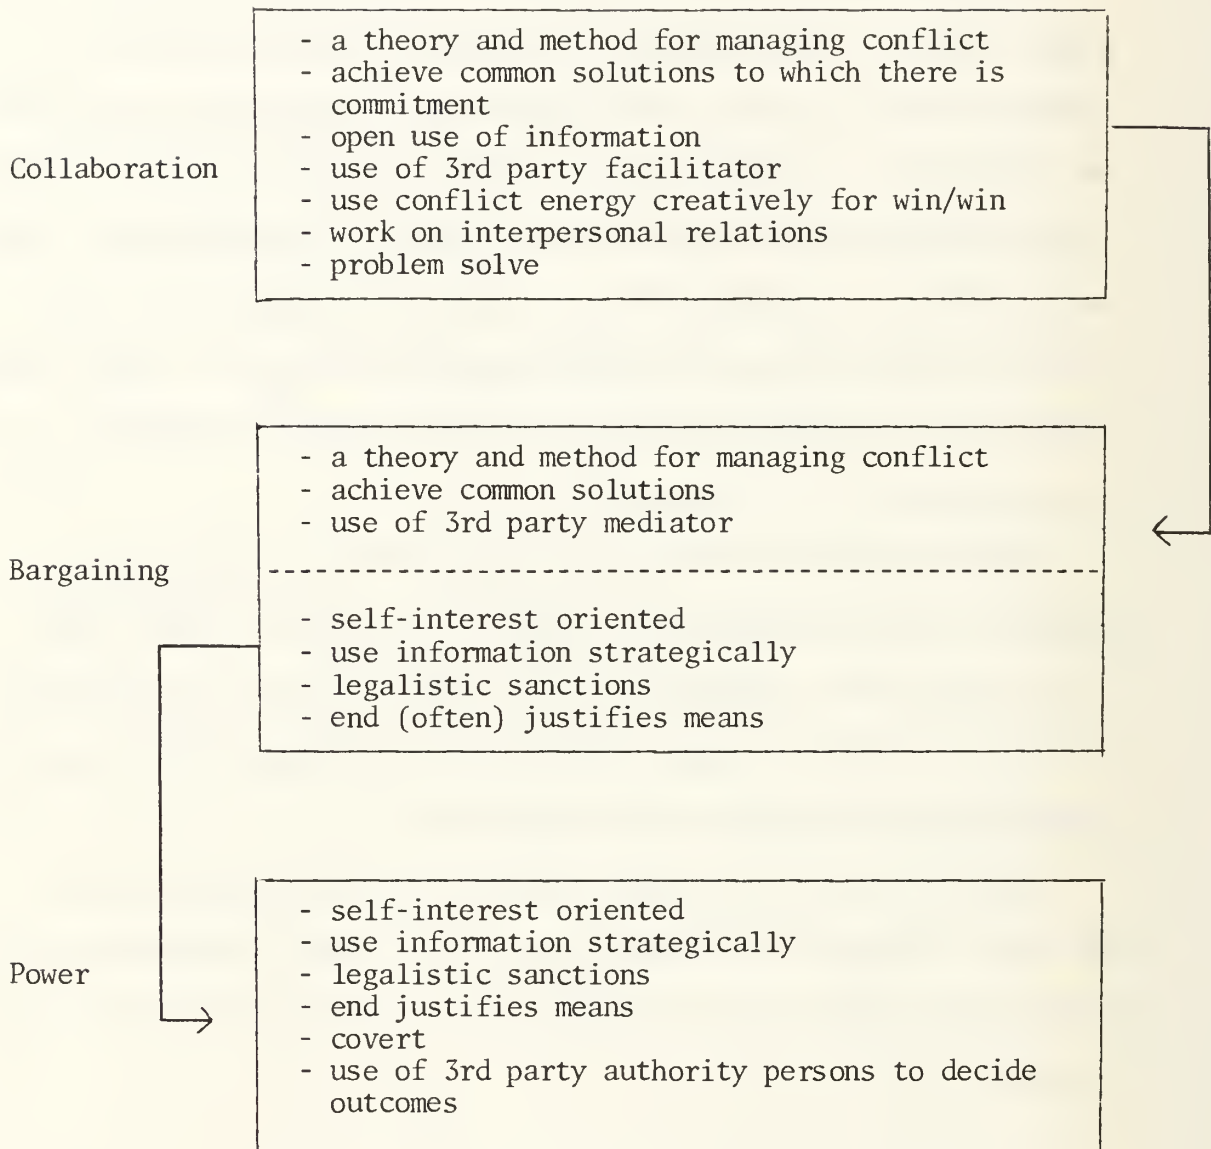 - a theory and method for managing conflict
- achieve common solutions to which there is
commitment
- open use of information
Collaboration
- use of 3rd party facilitator
- use conflict energy creatively for win/win
- work on interpersonal relations
- problem solve
- a theory and method for managing conflict
- achieve common solutions
- use of 3rd party mediator
Bargaining
- self-interest oriented
- use information strategically
- legalistic sanctions
- end (often) justifies means
- self-interest oriented
- use information strategically
Power
- legalistic sanctions
- end justifies means
- covert
- use of 3rd party authority persons to decide
outcomes